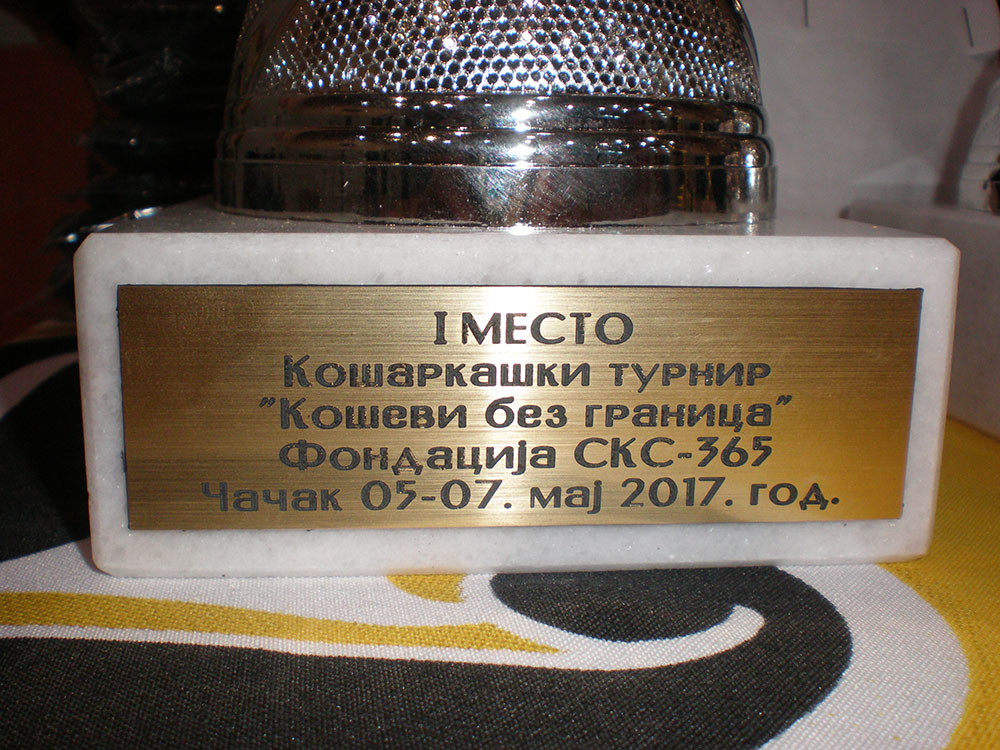 I МЕСТО
Кошаркашки турнир
"Кошеви без граница"
Фондација СКС-365
Чачак 05-07. мај 2017. год.